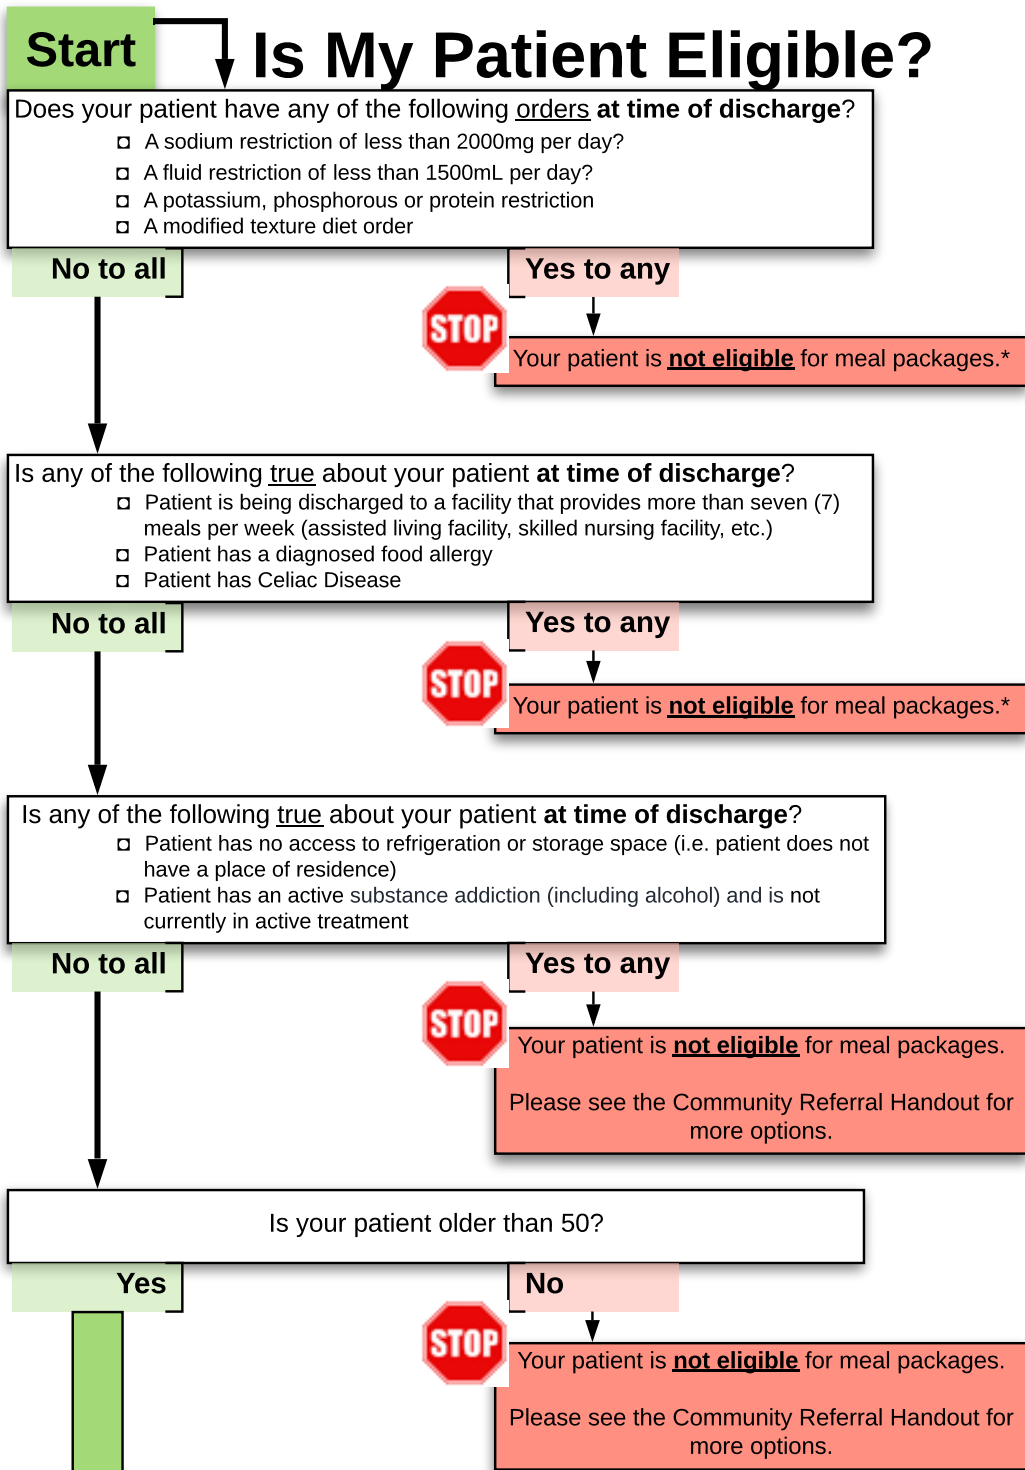 Start
Is My Patient Eligible?
Does your patient have any of the following orders at time of discharge?
A sodium restriction of less than 2000mg per day?
A fluid restriction of less than 1500mL per day?
A potassium, phosphorous or protein restriction
A modified texture diet order
No to all
Yes to any
STOP
Your patient is not eligible for meal packages.*
Is any of the following true about your patient at time of discharge?
Patient is being discharged to a facility that provides more than seven (7)
meals per week (assisted living facility, skilled nursing facility, etc.)
Patient has a diagnosed food allergy
Patient has Celiac Disease
No to all
Yes to any
STOP
Your patient is not eligible for meal packages.*
Is any of the following true about your patient at time of discharge?
Patient has no access to refrigeration or storage space (i.e. patient does not
have a place of residence)
Patient has an active substance addiction (including alcohol) and is not
currently in active treatment
No to all
Yes to any
STOP
Your patient is not eligible for meal packages.
Please see the Community Referral Handout for
more options.
Is your patient older than 50?
Yes
No
STOP
Your patient is not eligible for meal packages.
Please see the Community Referral Handout for
more options.